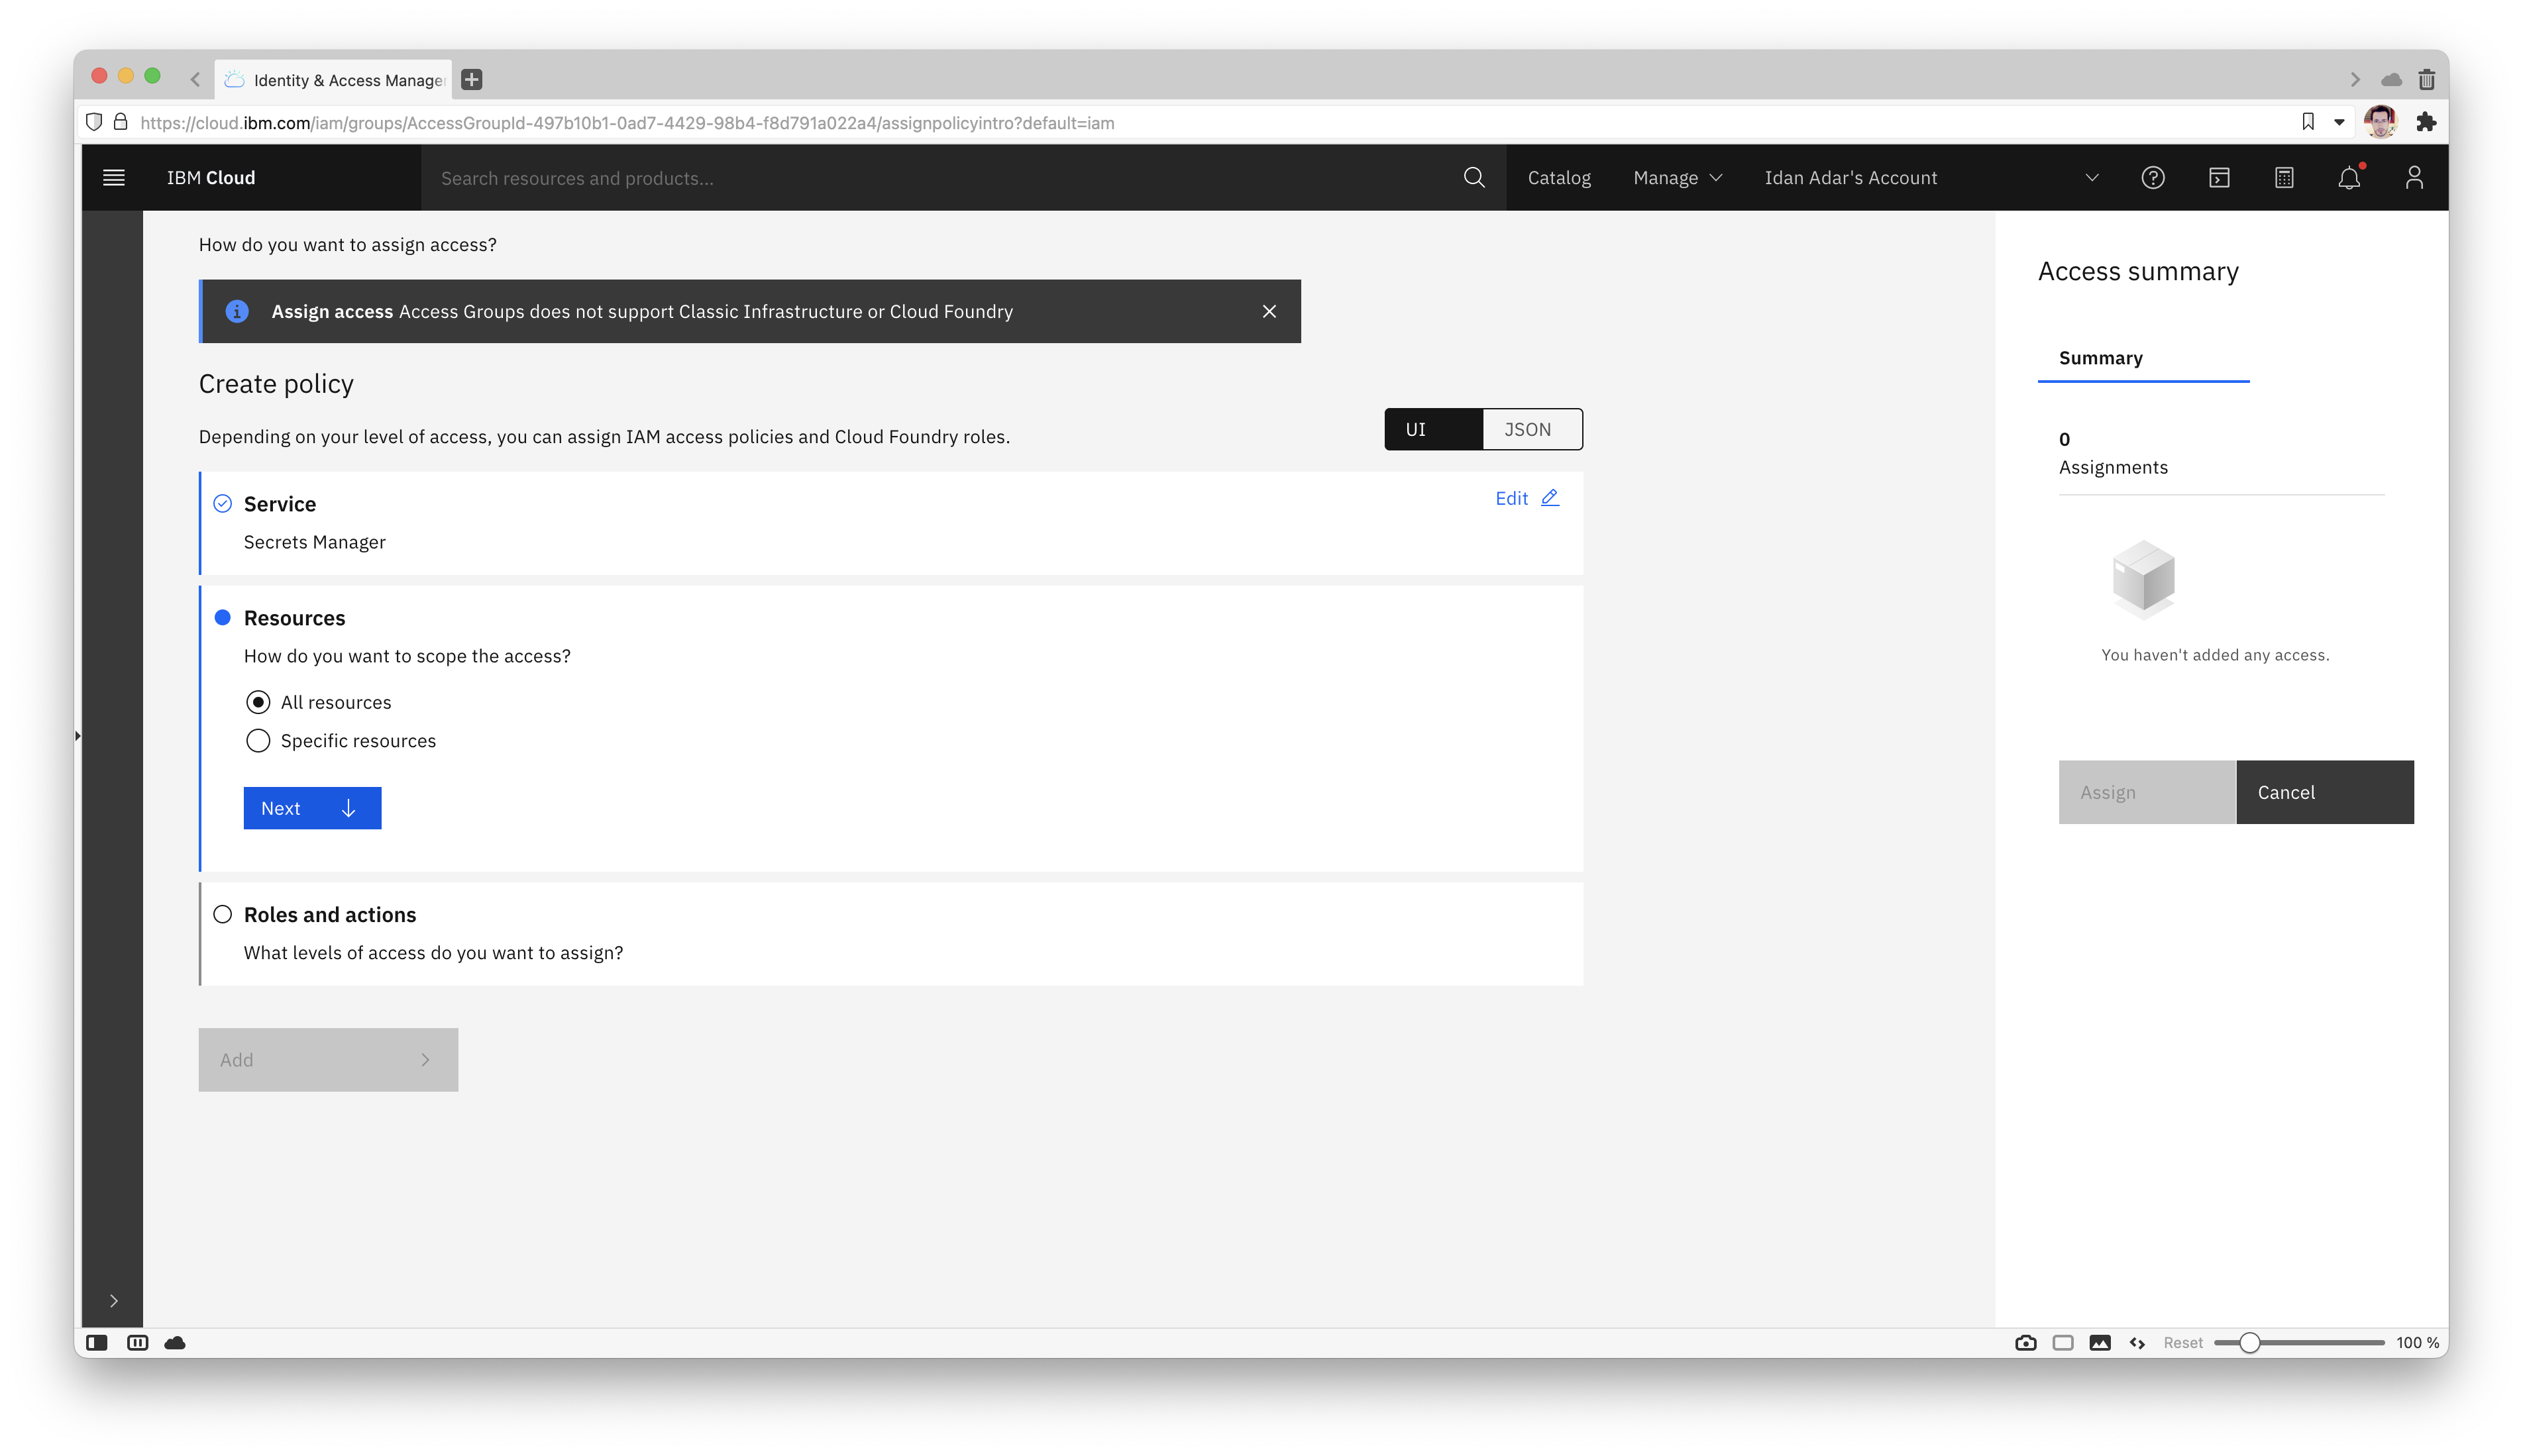 Identity & Access Manage
https://cloud.ibm.com/iam/groups/AccessGroupId-497b10b1-0ad7-4429-98b4-f8d791a022a4/assignpolicyintro?default=iam
IBM Cloud
Search resources and products...
Catalog
Manage
Idan Adar's Account
How do you want to assign access?
Assign access Access Groups does not support Classic Infrastructure or Cloud Foundry
Create policy
Depending on your level of access, you can assign IAM access policies and Cloud Foundry roles.
UI
JSON
Service
Edit
Secrets Manager
Resources
How do you want to scope the access?
All resources
Specific resources
Next
Roles and actions
What levels of access do you want to assign?
Add
Access summary
Summary
0
Assignments
You haven't added any access.
Assign
Cancel
Reset
100 %